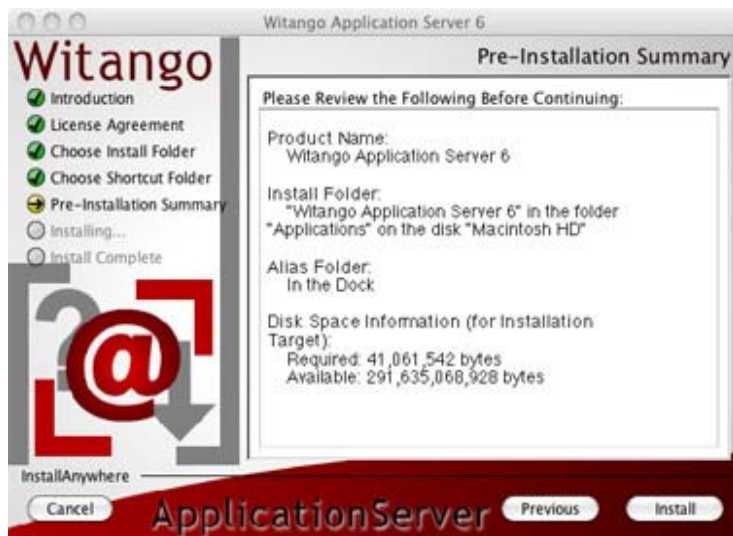 Witango Application Server 6
Witango
Pre-Installation Summary
Introduction
License Agreement
Choose Install Folder
Choose Shortcut Folder
Pre-Installation Summary
Installing...
Install Complete
Please Review the Following Before Continuing:
Product Name:
Witango Application Server 6
Install Folder:
"Witango Application Server 6" in the folder
"Applications" on the disk "Macintosh HD"
Alias Folder:
In the Dock
Disk Space Information (for Installation
Target):
Required: 41,061,542 bytes
Available: 291,635,068,928 bytes
?
@
InstallAnywhere
Cancel
ApplicationServer
Previous
Install